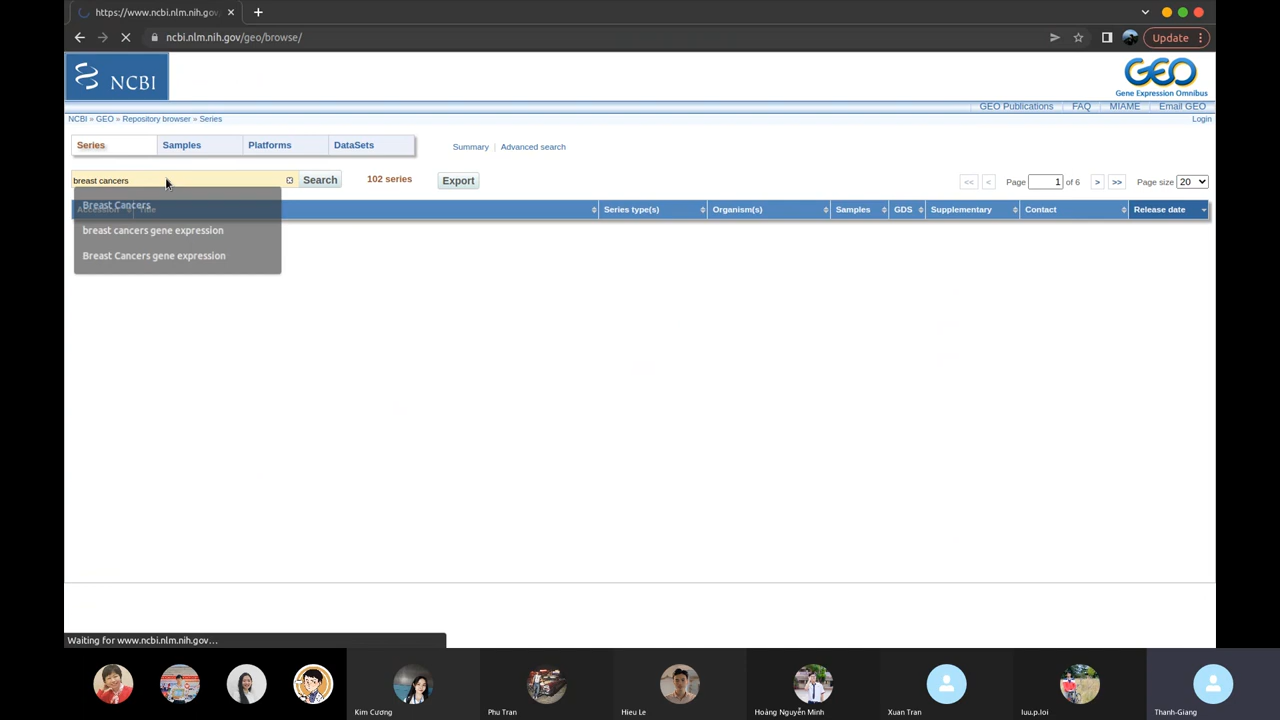 https://www.ncbi.nlm.nih.gov
ncbi.nlm.nih.gov/geo/browse/
Update
NCBI
GEO
Gene Expression Omnibus
GEO Publications FAQ MIAME Email GEO
NCBI » GEO » Repository browser » Series
Login
Series Samples Platforms DataSets
Summary | Advanced search
breast cancers
Search
102 series
Export
<< < Page 1 of 6 > >> Page size 20
Accession Title Series type(s) Organism(s) Samples GDS Supplementary Contact Release date
Breast Cancers
breast cancers gene expression
Breast Cancers gene expression
Waiting for www.ncbi.nlm.nih.gov…
Kim Cương
Phu Tran
Hieu Le
Hoàng Nguyễn Minh
Xuan Tran
luu.p.loi
Thanh-Giang